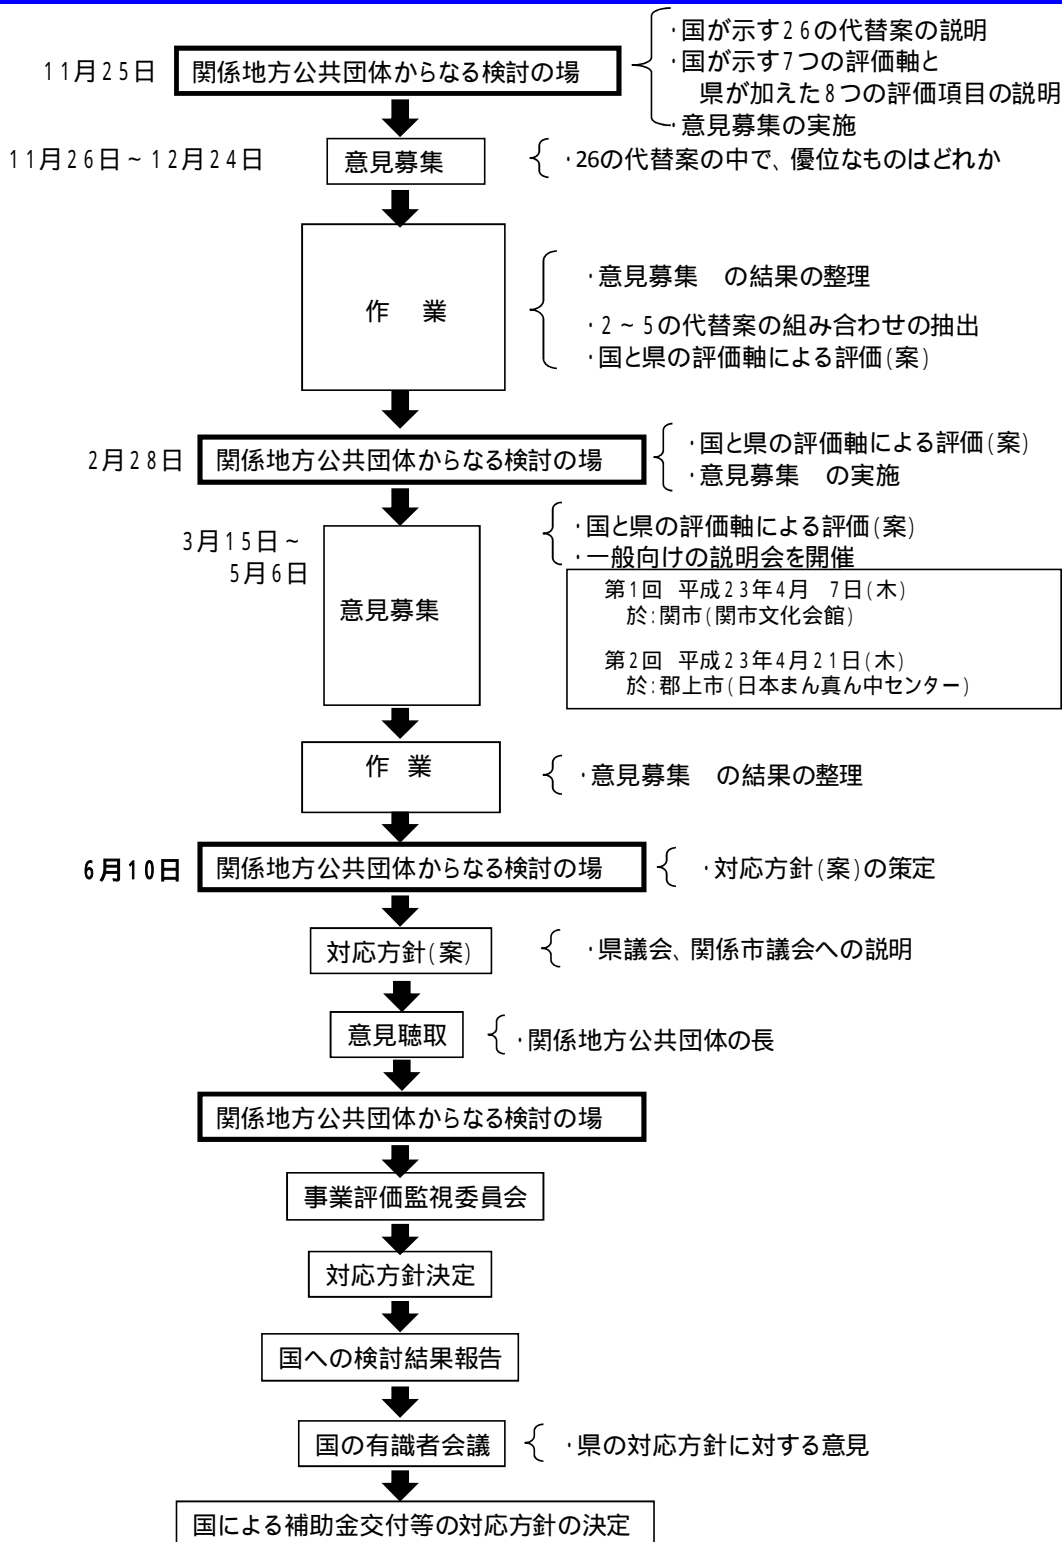 11月25日 関係地方公共団体からなる検討の場
・国が示す26の代替案の説明
・国が示す7つの評価軸と
県が加えた8つの評価項目の説明
・意見募集の実施
11月26日~12月24日 意見募集 ・26の代替案の中で、優位なものはどれか
作 業
・意見募集 の結果の整理
・2~5の代替案の組み合わせの抽出
・国と県の評価軸による評価(案)
2月28日 関係地方公共団体からなる検討の場
・国と県の評価軸による評価(案)
・意見募集 の実施
3月15日~
5月6日
意見募集
・国と県の評価軸による評価(案)
・一般向けの説明会を開催
第1回 平成23年4月 7日(木)
於:関市(関市文化会館)
第2回 平成23年4月21日(木)
於:郡上市(日本まん真ん中センター)
作 業 ・意見募集 の結果の整理
6月10日 関係地方公共団体からなる検討の場 ・対応方針(案)の策定
対応方針(案) ・県議会、関係市議会への説明
意見聴取 ・関係地方公共団体の長
関係地方公共団体からなる検討の場
事業評価監視委員会
対応方針決定
国への検討結果報告
国の有識者会議 ・県の対応方針に対する意見
国による補助金交付等の対応方針の決定